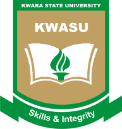 KWARA STATE UNIVERSITY
KWASU
Skills & Integrity